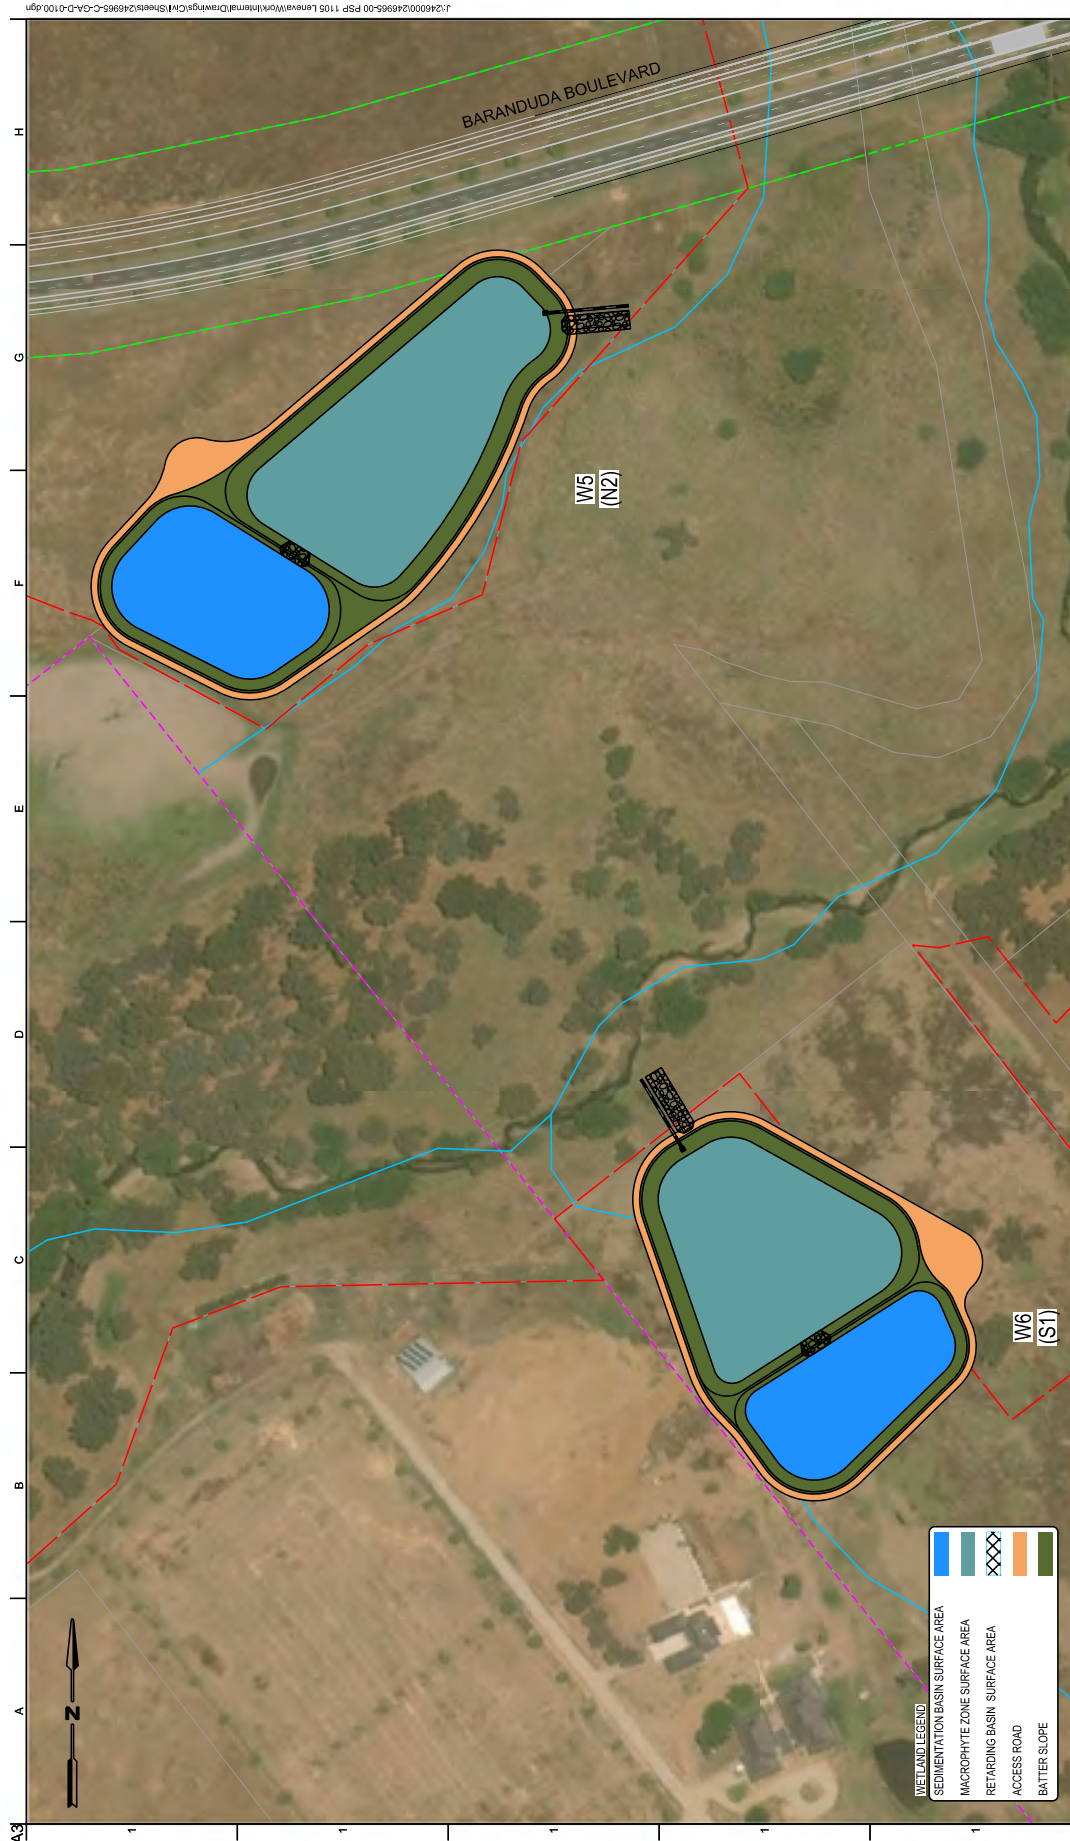 J:\246000\246965-00 PSP 1105 Leneva\Work\Internal\Drawings\Civil\Sheets\246965-C-GA-D-0100.dgn
H
BARANDUDA BOULEVARD
G
W5
(N2)
F
E
D
C
W6
(S1)
B
A
N
WETLAND LEGEND
SEDIMENTATION BASIN SURFACE AREA
MACROPHYTE ZONE SURFACE AREA
RETARDING BASIN SURFACE AREA
ACCESS ROAD
BATTER SLOPE
A3
1
1
1
1
1